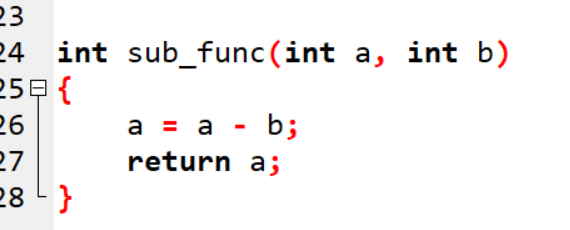 23
24 int sub_func(int a, int b)
25 {
26 a = a - b;
27 return a;
28 }